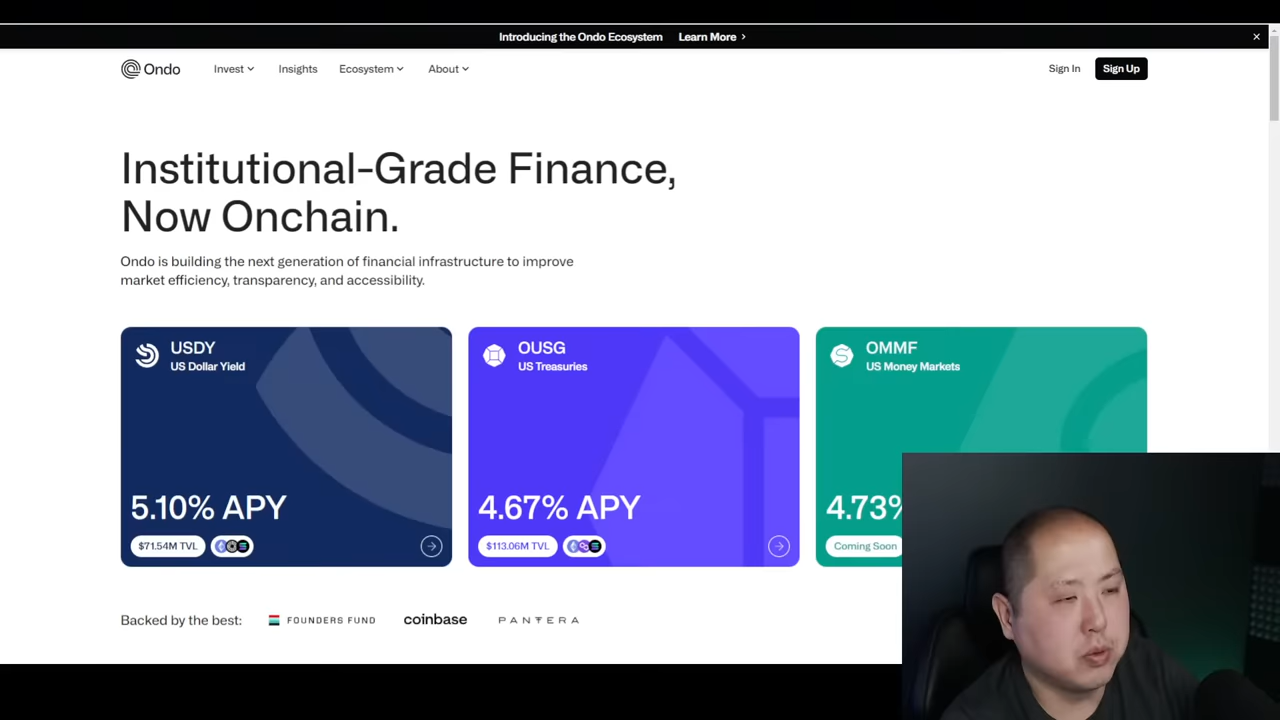 Introducing the Ondo Ecosystem Learn More
Ondo Invest Insights Ecosystem About Sign In Sign Up
Institutional-Grade Finance,
Now Onchain.
Ondo is building the next generation of financial infrastructure to improve
market efficiency, transparency, and accessibility.
USDY
US Dollar Yield
5.10% APY
$71.54M TVL
OUSG
US Treasuries
4.67% APY
$113.06M TVL
OMMF
US Money Markets
4.73%
Coming Soon
Backed by the best: FOUNDERS FUND coinbase PANTERA